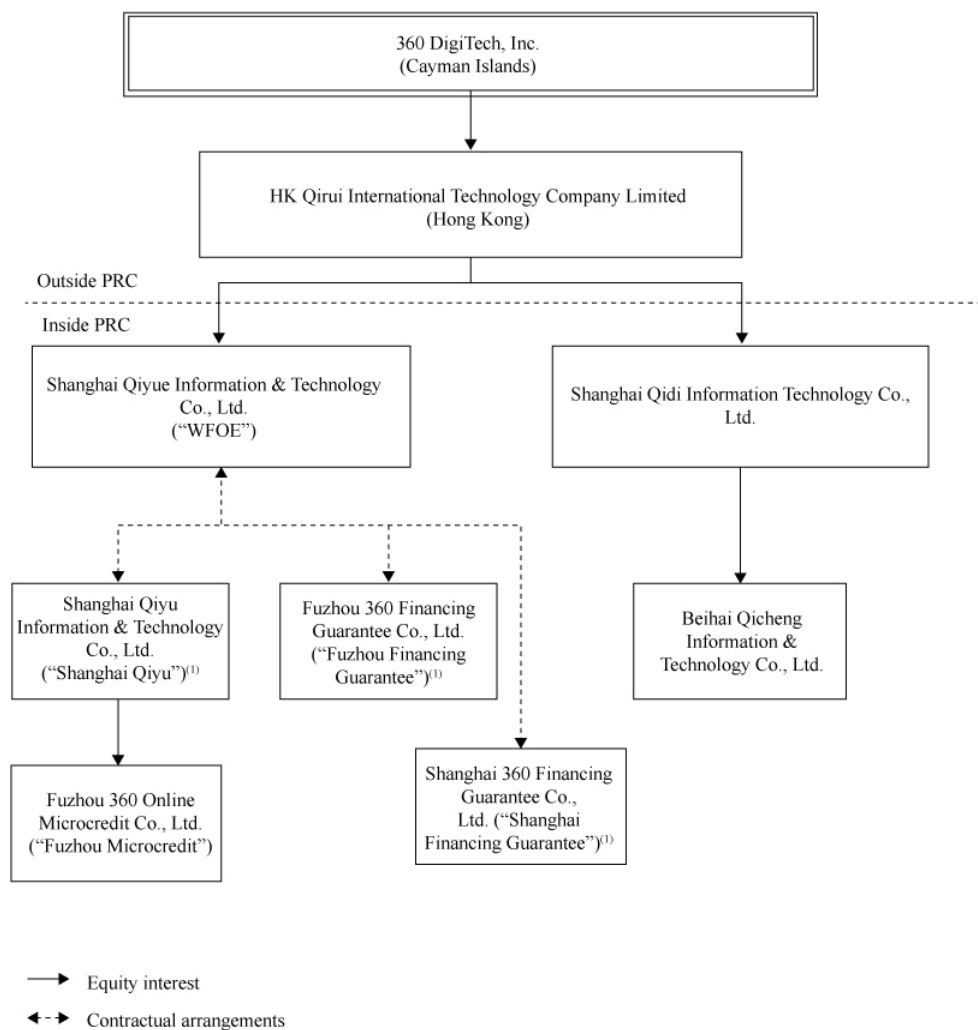 360 DigiTech, Inc.
(Cayman Islands)
HK Qirui International Technology Company Limited
(Hong Kong)
Outside PRC
Inside PRC
Shanghai Qiyue Information & Technology
Co., Ltd.
(“WFOE”)
Shanghai Qidi Information Technology Co.,
Ltd.
Shanghai Qiyu
Information & Technology
Co., Ltd.
(“Shanghai Qiyu”)(1)
Fuzhou 360 Financing
Guarantee Co., Ltd.
(“Fuzhou Financing
Guarantee”)(1)
Beihai Qicheng
Information &
Technology Co., Ltd.
Fuzhou 360 Online
Microcredit Co., Ltd.
(“Fuzhou Microcredit”)
Shanghai 360 Financing
Guarantee Co.,
Ltd. (“Shanghai
Financing Guarantee”)(1)
Equity interest
Contractual arrangements